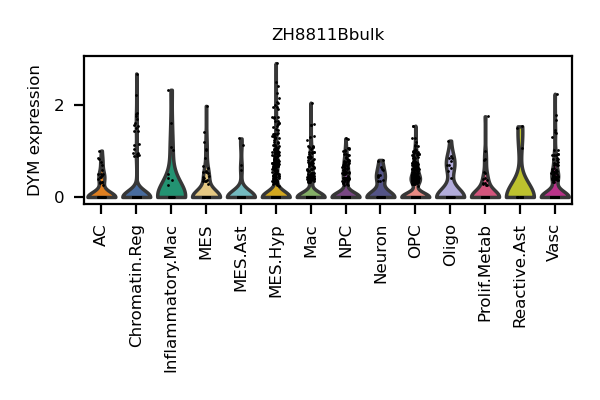 ZH8811Bbulk
DYM expression
2
0
AC
Chromatin.Reg
Inflammatory.Mac
MES
MES.Ast
MES.Hyp
Mac
NPC
Neuron
OPC
Oligo
Prolif.Metab
Reactive.Ast
Vasc